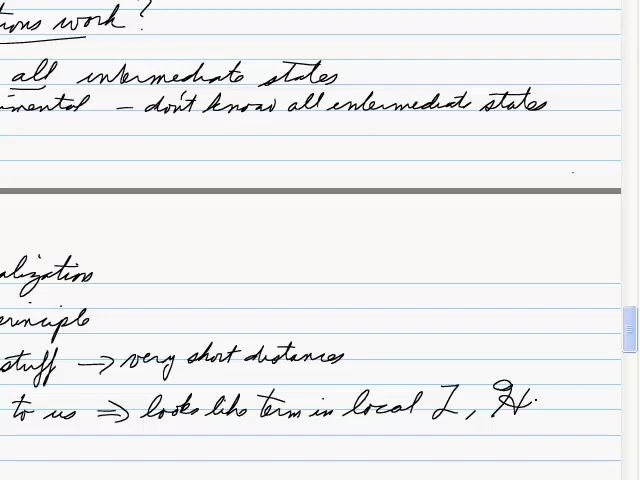 tions work?
all intermediate states
imental – don't know all intermediate states
alization
principle
stuff → very short distances
to us ⇒ looks like term in local L, H